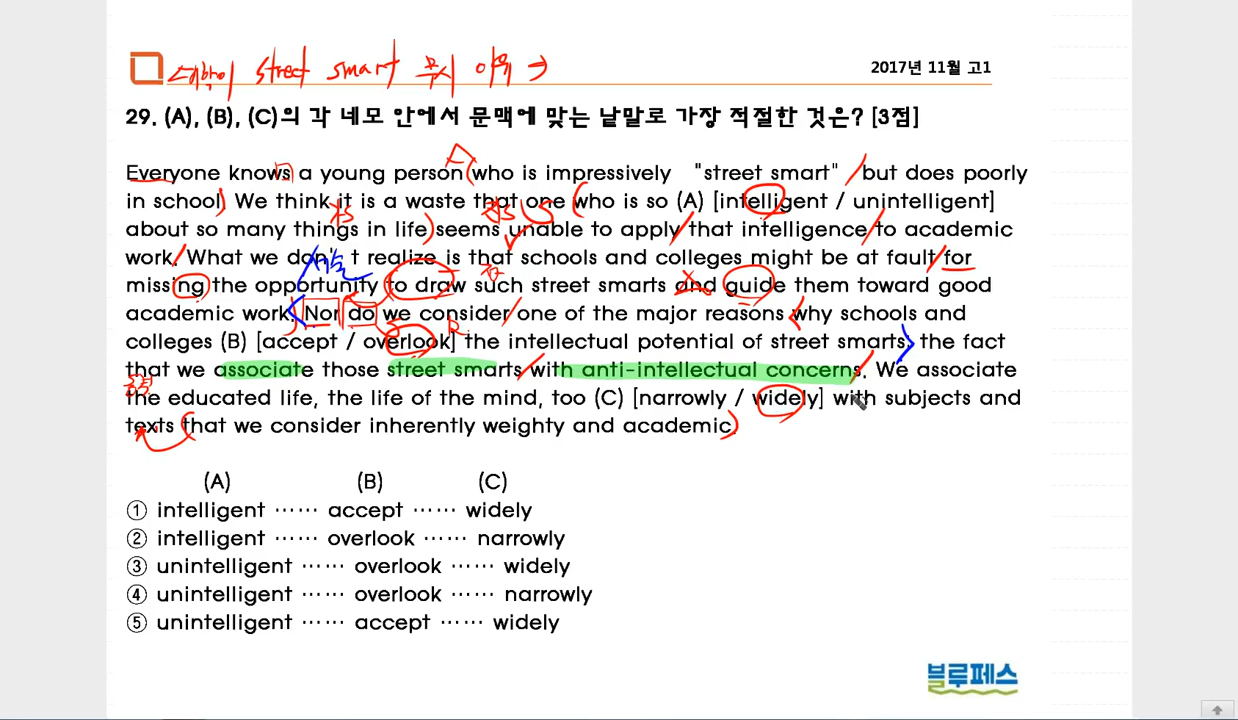 street smart 무시 이유 →
2017년 11월 고1
29. (A), (B), (C)의 각 네모 안에서 문맥에 맞는 낱말로 가장 적절한 것은? [3점]
Everyone knows a young person who is impressively "street smart" but does poorly
in school. We think it is a waste that one who is so (A) [intelligent / unintelligent]
about so many things in life seems unable to apply that intelligence to academic
work. What we don't realize is that schools and colleges might be at fault for
missing the opportunity to draw such street smarts and guide them toward good
academic work. Nor do we consider one of the major reasons why schools and
colleges (B) [accept / overlook] the intellectual potential of street smarts: the fact
that we associate those street smarts with anti-intellectual concerns. We associate
the educated life, the life of the mind, too (C) [narrowly / widely] with subjects and
texts that we consider inherently weighty and academic.
(A) (B) (C)
① intelligent ⋯⋯ accept ⋯⋯ widely
② intelligent ⋯⋯ overlook ⋯⋯ narrowly
③ unintelligent ⋯⋯ overlook ⋯⋯ widely
④ unintelligent ⋯⋯ overlook ⋯⋯ narrowly
⑤ unintelligent ⋯⋯ accept ⋯⋯ widely
블루페스